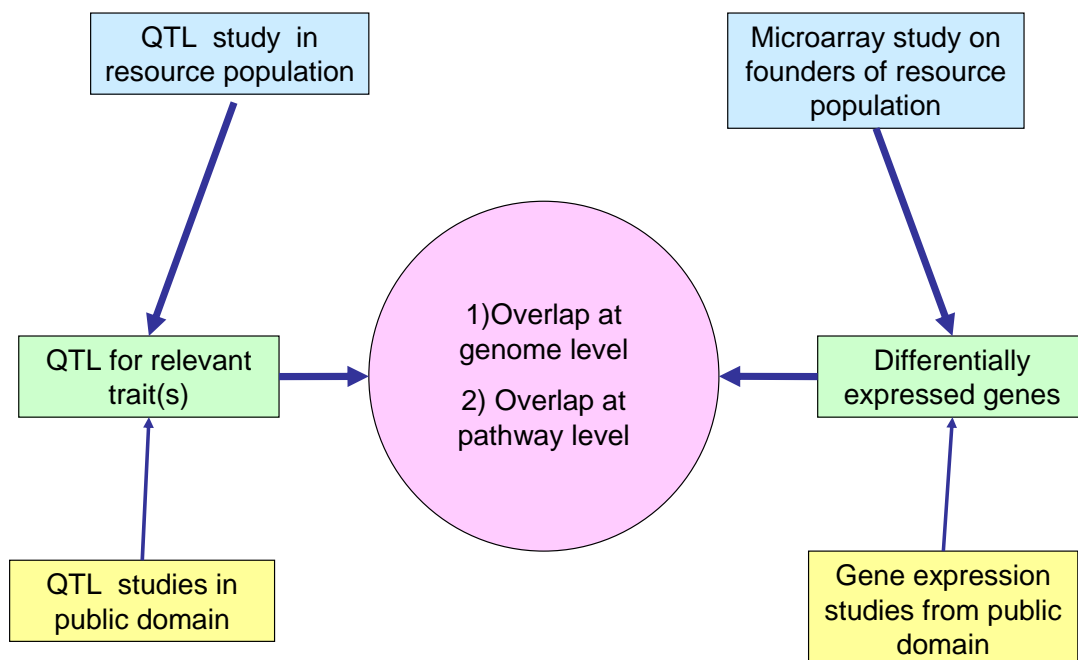 QTL  study  in
resource population
Microarray study on
founders of resource
population
1)Overlap at
genome level
2) Overlap at
pathway level
QTL for relevant
trait(s)
Differentially
expressed genes
QTL  studies in
public domain
Gene expression
studies from public
domain